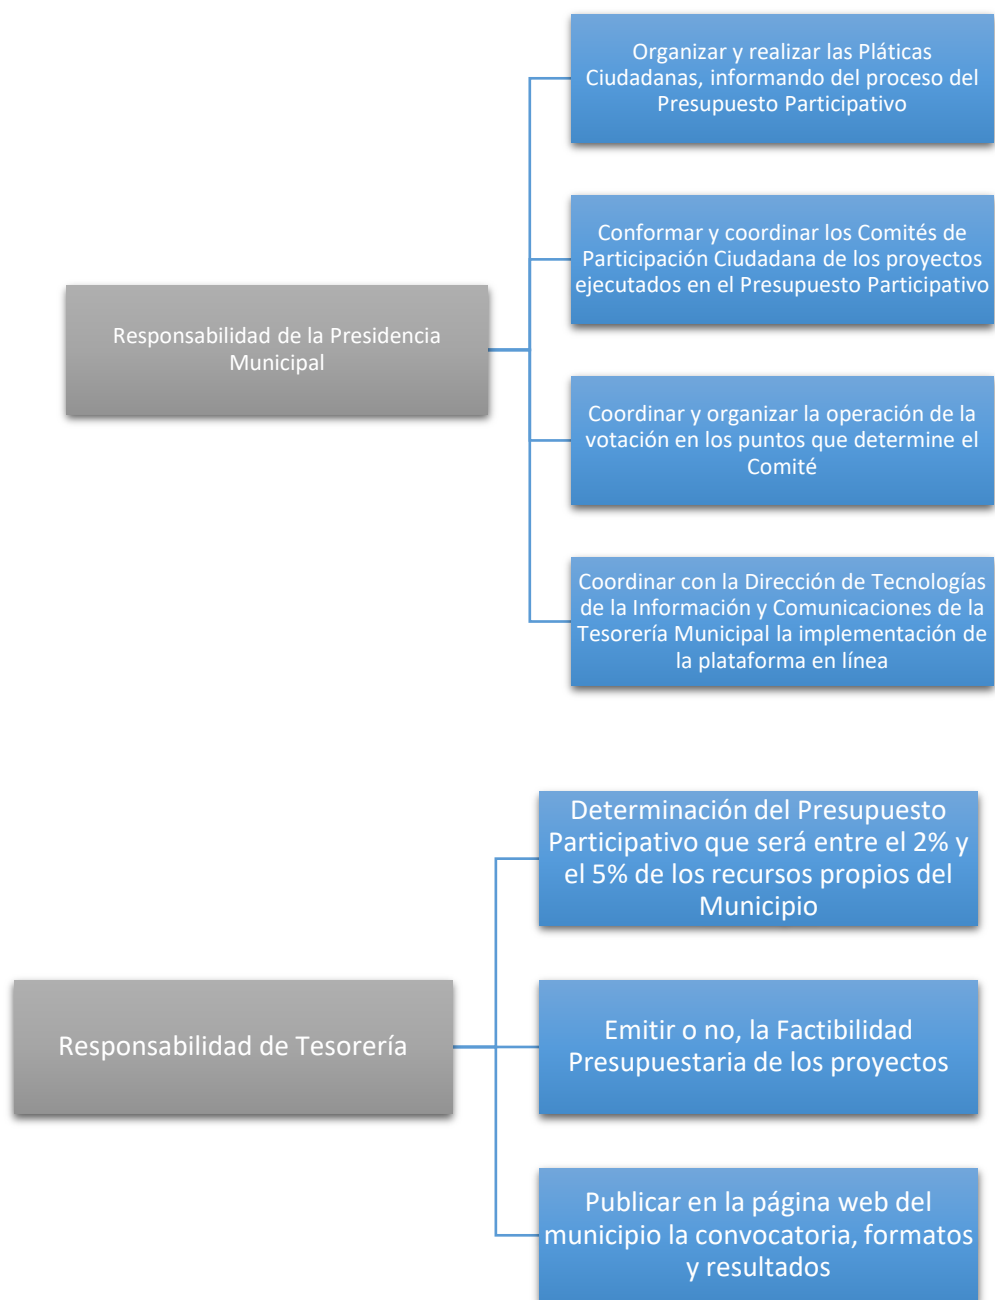 Organizar y realizar las Pláticas
Ciudadanas, informando del proceso del
Presupuesto Participativo
Conformar y coordinar los Comités de
Participación Ciudadana de los proyectos
ejecutados en el Presupuesto Participativo
Responsabilidad de la Presidencia
Municipal
Coordinar y organizar la operación de la
votación en los puntos que determine el
Comité
Coordinar con la Dirección de Tecnologías
de la Información y Comunicaciones de la
Tesorería Municipal la implementación de
la plataforma en línea
Determinación del Presupuesto
Participativo que será entre el 2% y
el 5% de los recursos propios del
Municipio
Responsabilidad de Tesorería
Emitir o no, la Factibilidad
Presupuestaria de los proyectos
Publicar en la página web del
municipio la convocatoria, formatos
y resultados